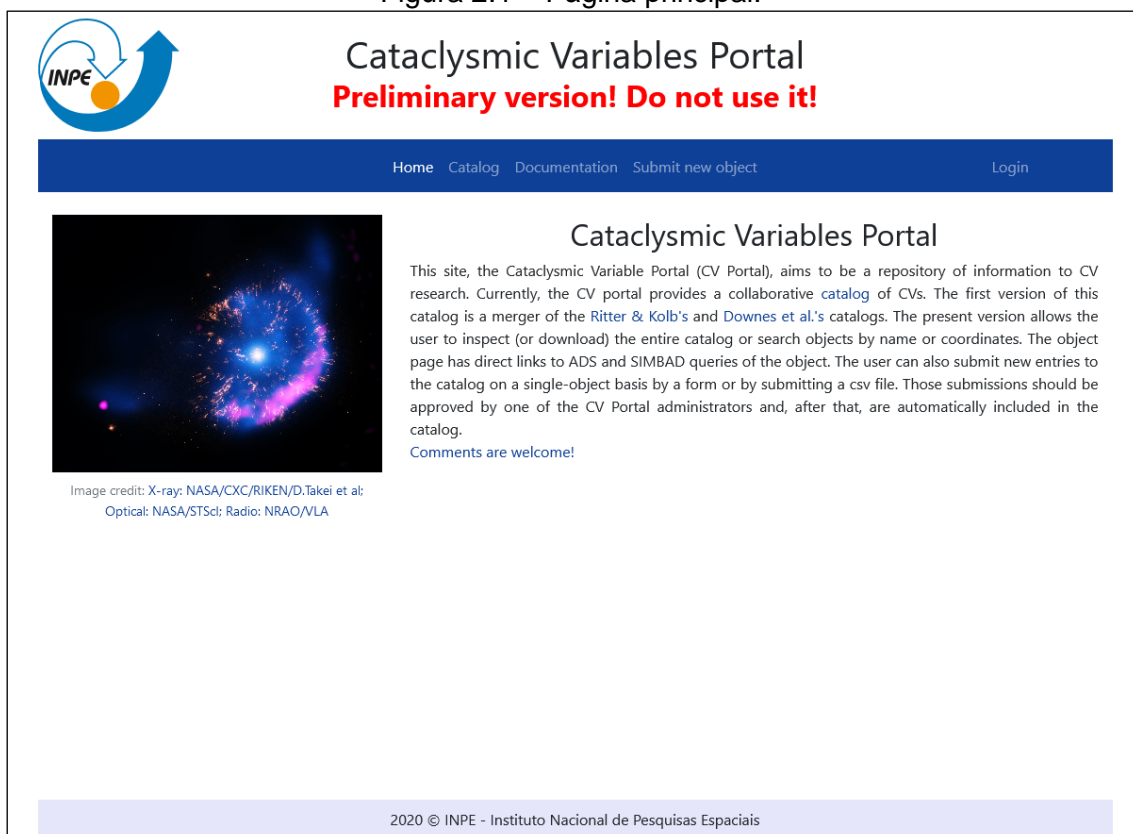 INPE
Cataclysmic Variables Portal
Preliminary version! Do not use it!
Home Catalog Documentation Submit new object Login
Cataclysmic Variables Portal
This site, the Cataclysmic Variable Portal (CV Portal), aims to be a repository of information to CV
research. Currently, the CV portal provides a collaborative catalog of CVs. The first version of this
catalog is a merger of the Ritter & Kolb's and Downes et al.'s catalogs. The present version allows the
user to inspect (or download) the entire catalog or search objects by name or coordinates. The object
page has direct links to ADS and SIMBAD queries of the object. The user can also submit new entries to
the catalog on a single-object basis by a form or by submitting a csv file. Those submissions should be
approved by one of the CV Portal administrators and, after that, are automatically included in the
catalog.
Comments are welcome!
Image credit: X-ray: NASA/CXC/RIKEN/D.Takei et al;
Optical: NASA/STScl; Radio: NRAO/VLA
2020 © INPE - Instituto Nacional de Pesquisas Espaciais